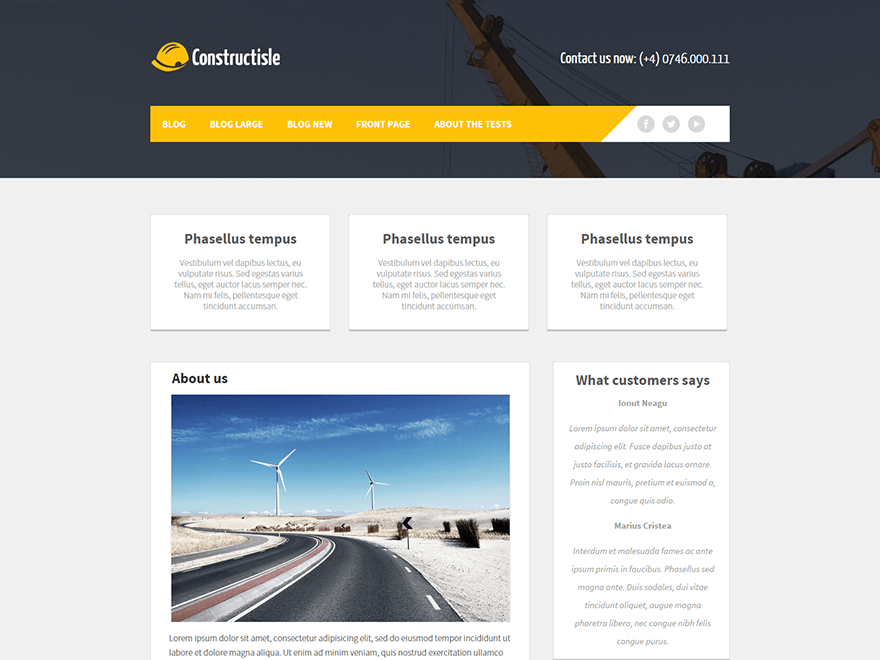 Constructisle
Contact us now: (+4) 0746.000.111
BLOG
BLOG LARGE
BLOG NEW
FRONT PAGE
ABOUT THE TESTS
Phasellus tempus
Vestibulum vel dapibus lectus, eu
vulputate risus. Sed egestas varius
tellus, eget auctor lacus semper nec.
Nam mi felis, pellentesque eget
tincidunt accumsan.
Phasellus tempus
Vestibulum vel dapibus lectus, eu
vulputate risus. Sed egestas varius
tellus, eget auctor lacus semper nec.
Nam mi felis, pellentesque eget
tincidunt accumsan.
Phasellus tempus
Vestibulum vel dapibus lectus, eu
vulputate risus. Sed egestas varius
tellus, eget auctor lacus semper nec.
Nam mi felis, pellentesque eget
tincidunt accumsan.
About us
Lorem ipsum dolor sit amet, consectetur adipisicing elit, sed do eiusmod tempor incididunt ut
labore et dolore magna aliqua. Ut enim ad minim veniam, quis nostrud exercitation ullamco
What customers says
Ionut Neagu
Lorem ipsum dolor sit amet, consectetur
adipiscing elit. Fusce dapibus justo at
justo facilisis, et gravida lacus ornare.
Proin nisl mauris, pretium et euismod a,
congue quis odio.
Marius Cristea
Interdum et malesuada fames ac ante
ipsum primis in faucibus. Phasellus sed
magna ante. Duis sodales, dui vitae
tincidunt aliquet, augue magna
pharetra libero, nec congue nibh felis
congue purus.